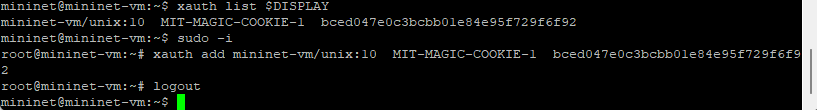 mininet@mininet-vm:~$ xauth list $DISPLAY
mininet-vm/unix:10  MIT-MAGIC-COOKIE-1  bced047e0c3bcbb01e84e95f729f6f92
mininet@mininet-vm:~$ sudo -i
root@mininet-vm:~# xauth add mininet-vm/unix:10  MIT-MAGIC-COOKIE-1  bced047e0c3bcbb01e84e95f729f6f9
2
root@mininet-vm:~# logout
mininet@mininet-vm:~$